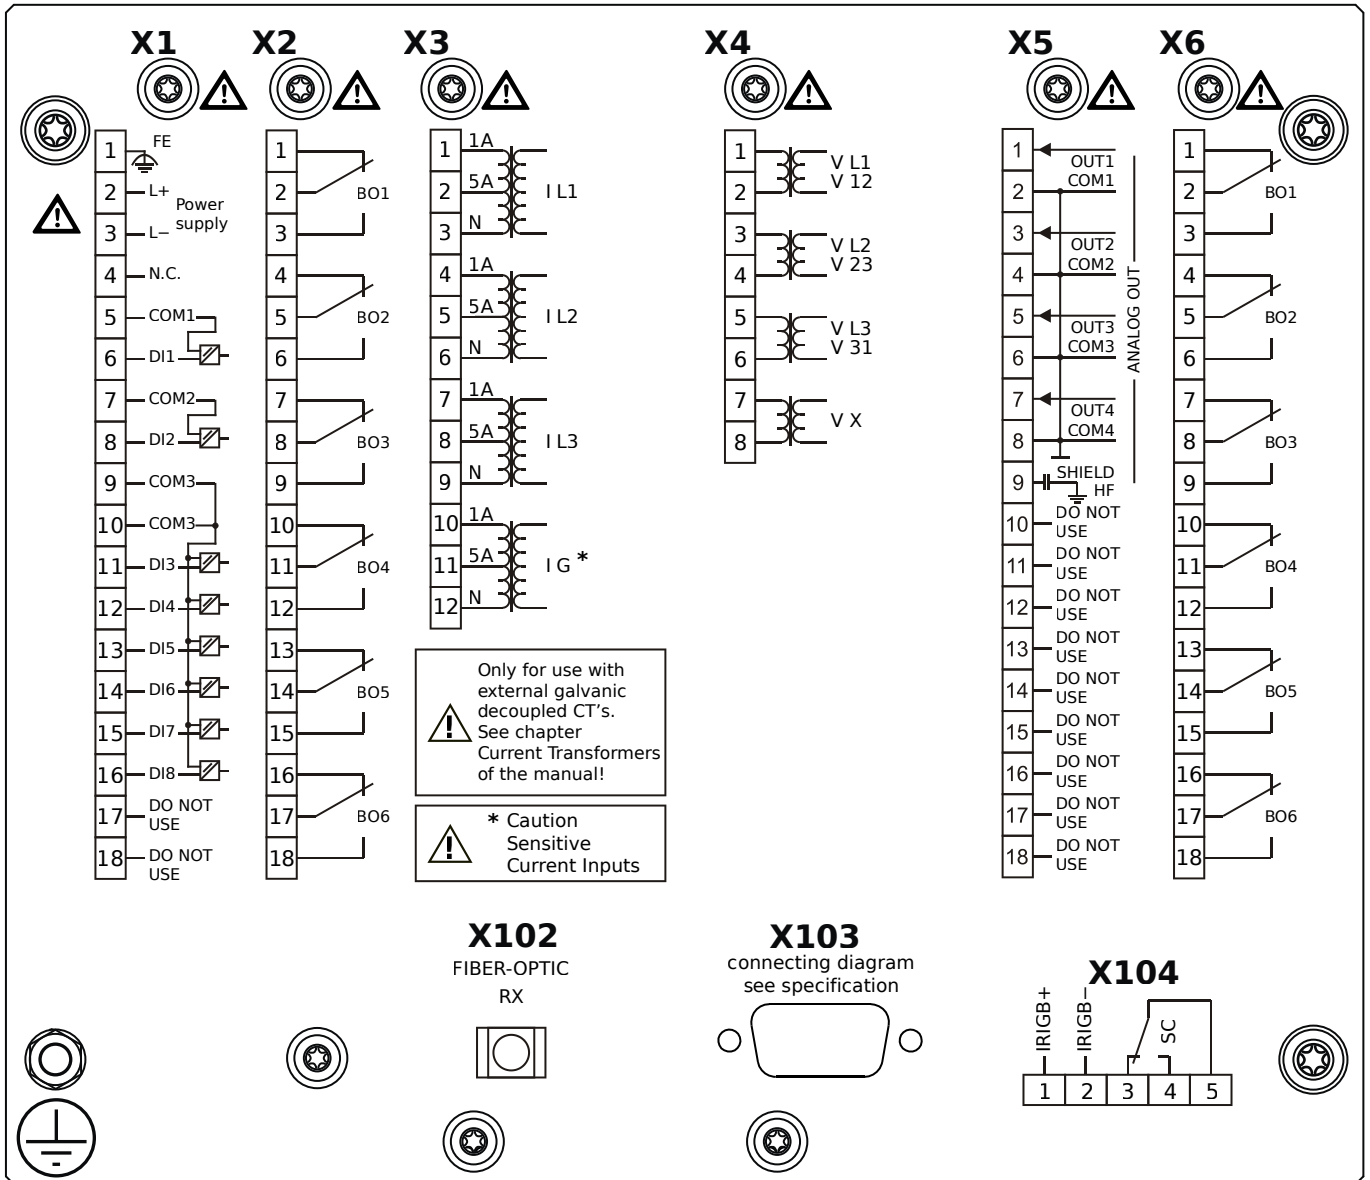 X1 X2 X3 X4 X5 X6
1 FE
2 L+
Power
supply
3 L−
4 N.C.
5 COM1
6 DI1
7 COM2
8 DI2
9 COM3
10 COM3
11 DI3
12 DI4
13 DI5
14 DI6
15 DI7
16 DI8
17 DO NOT
USE
18 DO NOT
USE
1
2 BO1
3
4
5 BO2
6
7
8 BO3
9
10
11 BO4
12
13
14 BO5
15
16
17 BO6
18
1 1A
2 5A I L1
3 N
4 1A
5 5A I L2
6 N
7 1A
8 5A I L3
9 N
10 1A
11 5A I G *
12 N
Only for use with
external galvanic
decoupled CT's.
See chapter
Current Transformers
of the manual!
* Caution
Sensitive
Current Inputs
1 V L1
2 V 12
3 V L2
4 V 23
5 V L3
6 V 31
7 V X
8
1 OUT1
2 COM1
3 OUT2
4 COM2
5 OUT3
6 COM3
7 OUT4
8 COM4
ANALOG OUT
9 SHIELD
HF
10 DO NOT
USE
11 DO NOT
USE
12 DO NOT
USE
13 DO NOT
USE
14 DO NOT
USE
15 DO NOT
USE
16 DO NOT
USE
17 DO NOT
USE
18 DO NOT
USE
1
2 BO1
3
4
5 BO2
6
7
8 BO3
9
10
11 BO4
12
13
14 BO5
15
16
17 BO6
18
X102
FIBER-OPTIC
RX
X103
connecting diagram
see specification
X104
IRIGB+
IRIGB−
SC
1 2 3 4 5